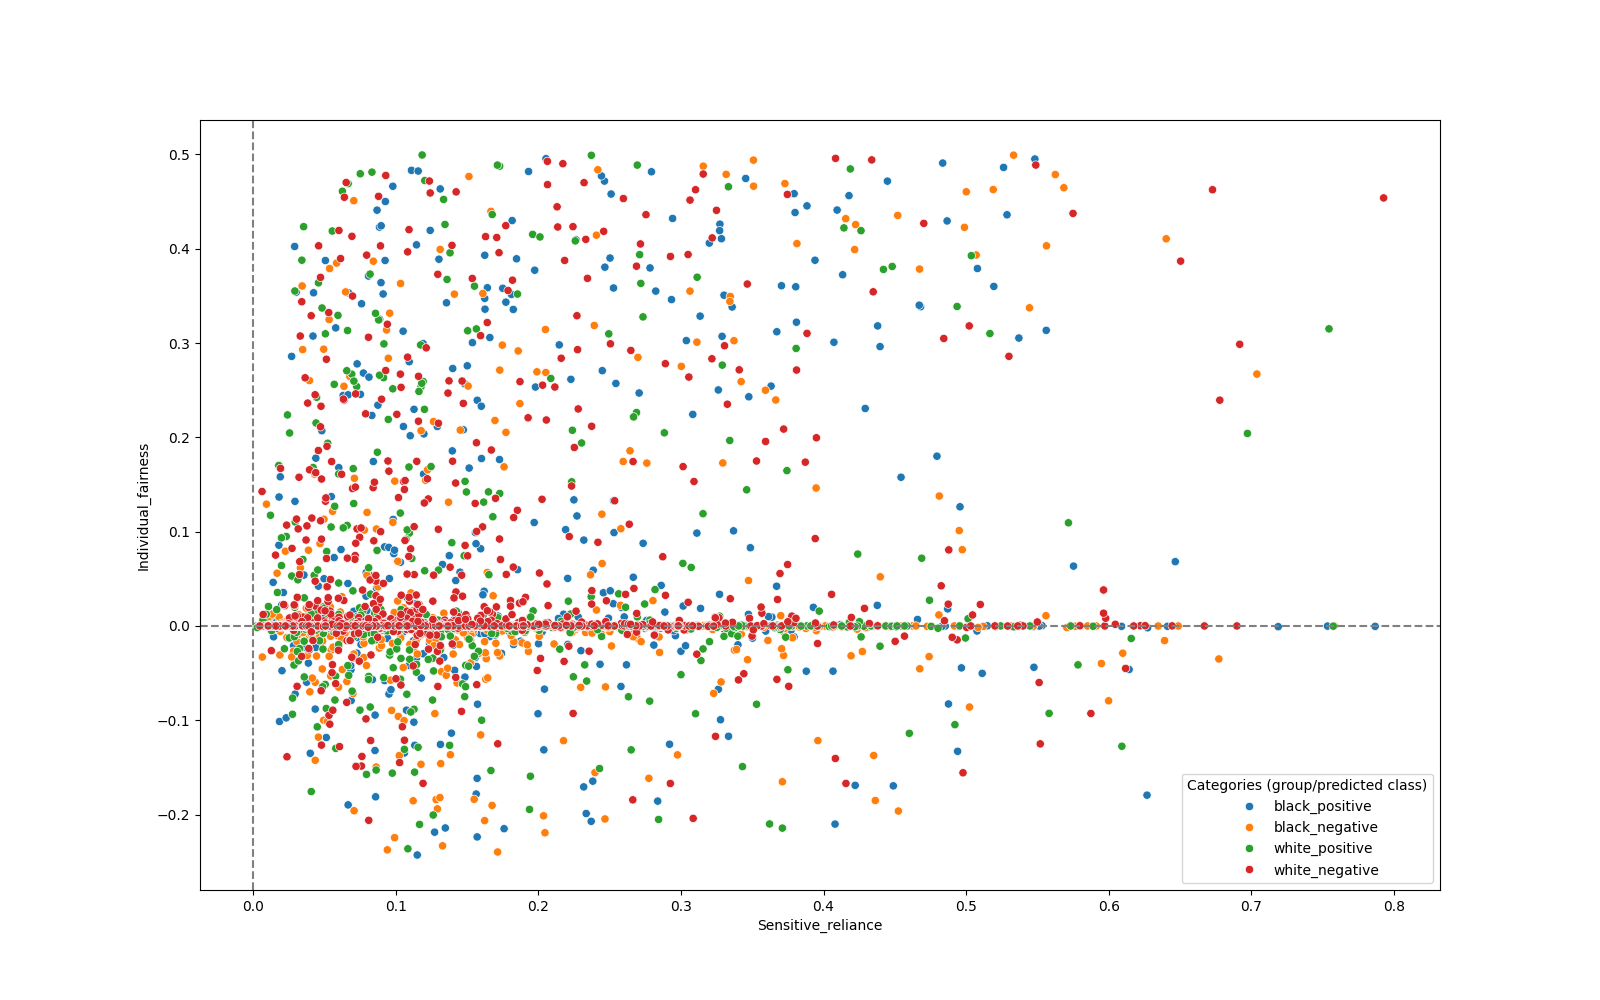 0.5
0.4
0.3
0.2
0.1
0.0
−0.1
−0.2
Individual_fairness
0.0 0.1 0.2 0.3 0.4 0.5 0.6 0.7 0.8
Sensitive_reliance
Categories (group/predicted class)
black_positive
black_negative
white_positive
white_negative